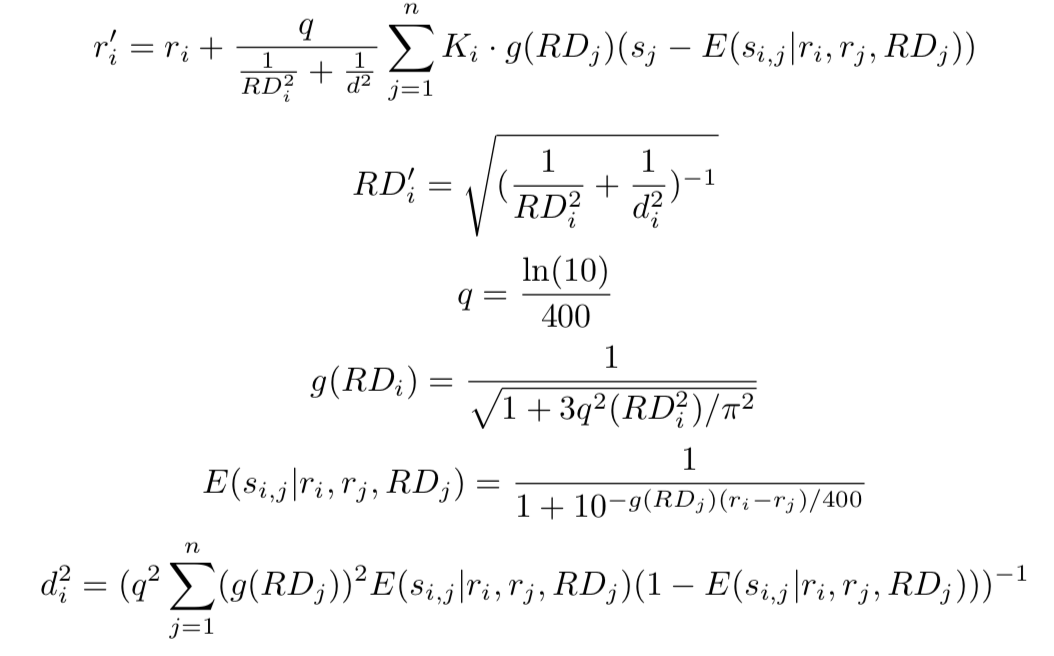 r'_i = r_i + \frac{q}{\frac{1}{RD_i^2} + \frac{1}{d^2}} \sum_{j=1}^{n} K_i \cdot g(RD_j)(s_j - E(s_{i,j}|r_i, r_j, RD_j))
RD'_i = \sqrt{(\frac{1}{RD_i^2} + \frac{1}{d_i^2})^{-1}}
q = \frac{\ln(10)}{400}
g(RD_i) = \frac{1}{\sqrt{1 + 3q^2(RD_i^2)/\pi^2}}
E(s_{i,j}|r_i, r_j, RD_j) = \frac{1}{1 + 10^{-g(RD_j)(r_i - r_j)/400}}
d_i^2 = (q^2 \sum_{j=1}^{n} (g(RD_j))^2 E(s_{i,j}|r_i, r_j, RD_j)(1 - E(s_{i,j}|r_i, r_j, RD_j)))^{-1}